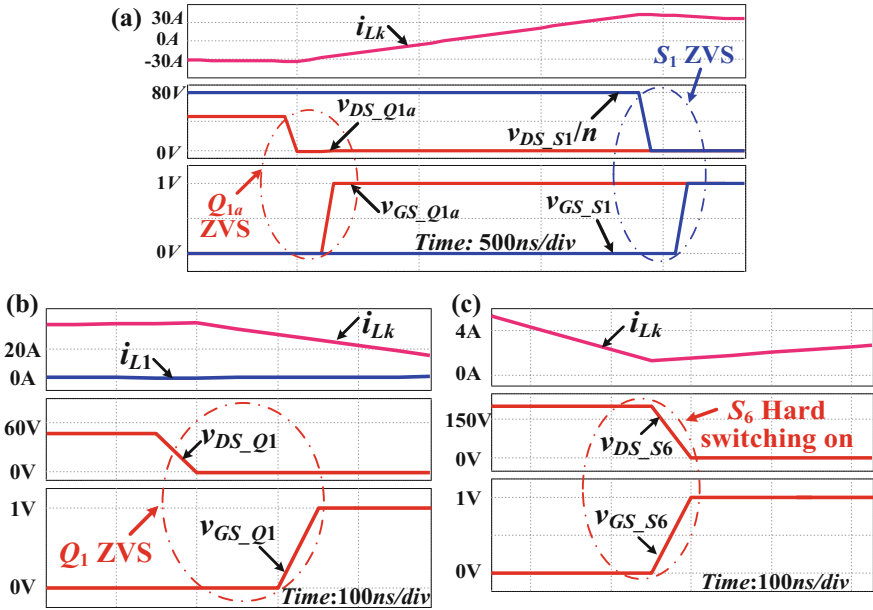 (a)
30A
0A
-30A
i_Lk
S_1 ZVS
80V
0V
v_DS_Q1a
v_DS_S1/n
1V
0V
Q_1a
ZVS
v_GS_Q1a
v_GS_S1
Time: 500ns/div
(b)
20A
0A
i_Lk
i_L1
60V
0V
v_DS_Q1
1V
0V
v_GS_Q1
Q_1 ZVS
Time:100ns/div
(c)
4A
0A
i_Lk
150V
0V
S_6 Hard
switching on
v_DS_S6
1V
0V
v_GS_S6
Time:100ns/div